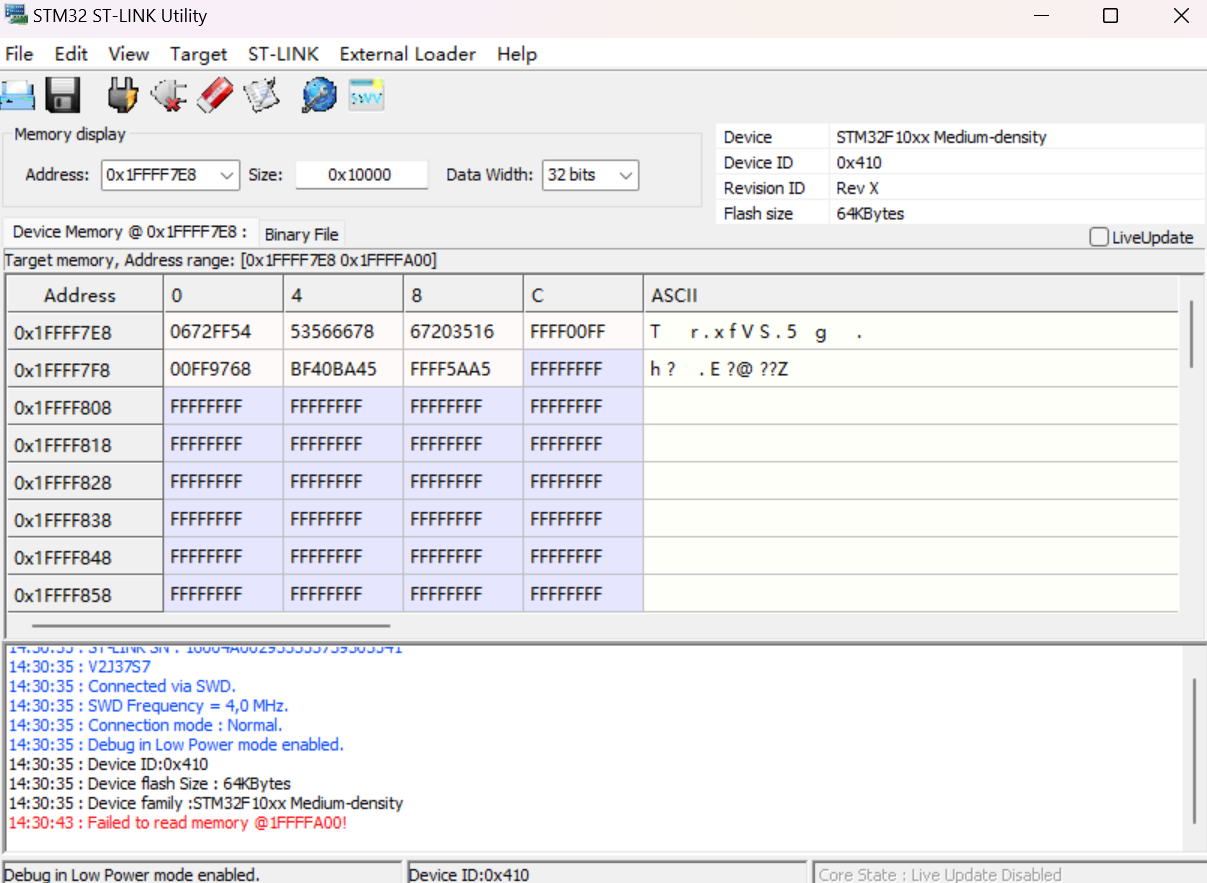 STM32 ST-LINK Utility
File Edit View Target ST-LINK External Loader Help
Memory display
Address: 0x1FFFF7E8 Size: 0x10000 Data Width: 32 bits
Device STM32F10xx Medium-density
Device ID 0x410
Revision ID Rev X
Flash size 64KBytes
LiveUpdate
Device Memory @ 0x1FFFF7E8 : Binary File
Target memory, Address range: [0x1FFFF7E8 0x1FFFFA00]
Address 0 4 8 C ASCII
0x1FFFF7E8 0672FF54 53566678 67203516 FFFF00FF T r . x f V S . 5 g .
0x1FFFF7F8 00FF9768 BF40BA45 FFFF5AA5 FFFFFFFF h ? . E ? @ ? ? Z
0x1FFFF808 FFFFFFFF FFFFFFFF FFFFFFFF FFFFFFFF
0x1FFFF818 FFFFFFFF FFFFFFFF FFFFFFFF FFFFFFFF
0x1FFFF828 FFFFFFFF FFFFFFFF FFFFFFFF FFFFFFFF
0x1FFFF838 FFFFFFFF FFFFFFFF FFFFFFFF FFFFFFFF
0x1FFFF848 FFFFFFFF FFFFFFFF FFFFFFFF FFFFFFFF
0x1FFFF858 FFFFFFFF FFFFFFFF FFFFFFFF FFFFFFFF
14:30:35 : ST-LINK SN :
14:30:35 : V2J37S7
14:30:35 : Connected via SWD.
14:30:35 : SWD Frequency = 4,0 MHz.
14:30:35 : Connection mode : Normal.
14:30:35 : Debug in Low Power mode enabled.
14:30:35 : Device ID:0x410
14:30:35 : Device flash Size : 64KBytes
14:30:35 : Device family :STM32F10xx Medium-density
14:30:43 : Failed to read memory @1FFFFA00!
Debug in Low Power mode enabled. Device ID:0x410 Core State : Live Update Disabled